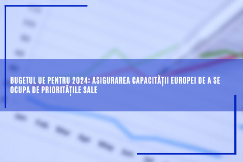 BUGETUL UE PENTRU 2024: ASIGURAREA CAPACITĂȚII EUROPEI DE A SE
OCUPA DE PRIORITĂȚILE SALE